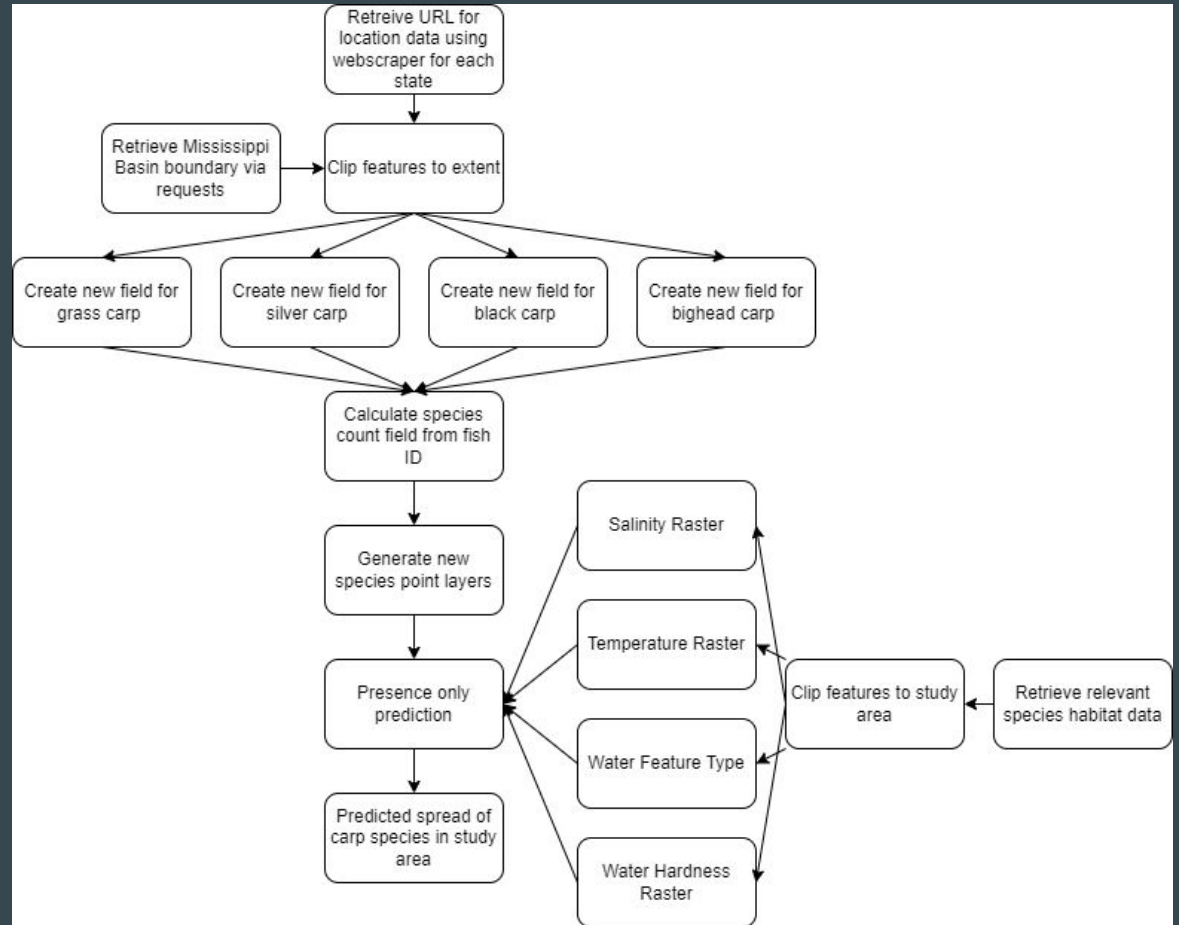 Retreive URL for
location data using
webscraper for each
state
Retrieve Mississippi
Basin boundary via
requests
Clip features to extent
Create new field for
grass carp
Create new field for
silver carp
Create new field for
black carp
Create new field for
bighead carp
Calculate species
count field from fish
ID
Generate new
species point layers
Presence only
prediction
Predicted spread of
carp species in study
area
Salinity Raster
Temperature Raster
Water Feature Type
Water Hardness
Raster
Clip features to study
area
Retrieve relevant
species habitat data